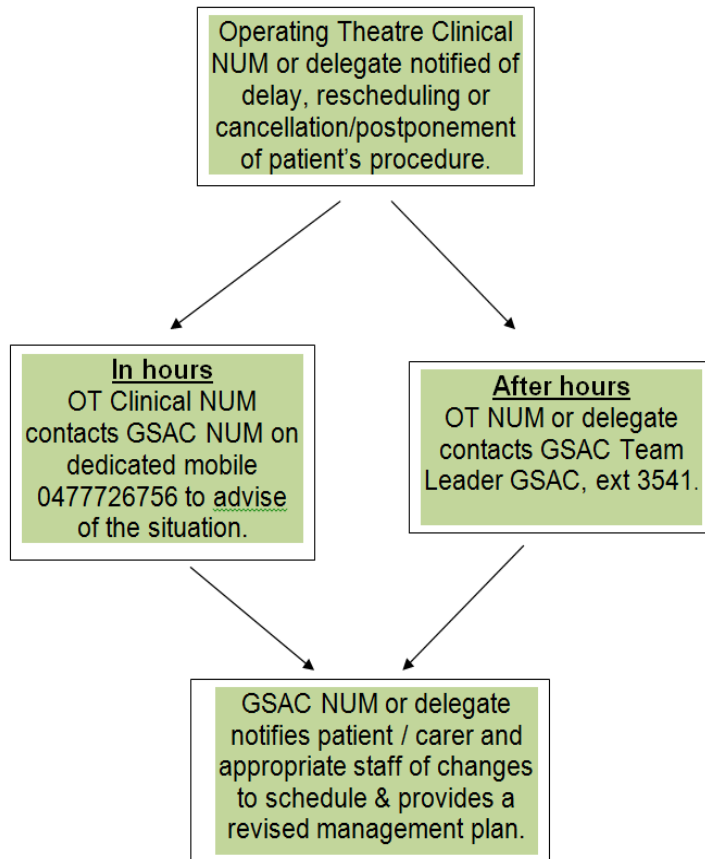 Operating Theatre Clinical
NUM or delegate notified of
delay, rescheduling or
cancellation/postponement
of patient's procedure.
In hours
OT Clinical NUM
contacts GSAC NUM on
dedicated mobile
0477726756 to advise
of the situation.
After hours
OT NUM or delegate
contacts GSAC Team
Leader GSAC, ext 3541.
GSAC NUM or delegate
notifies patient / carer and
appropriate staff of changes
to schedule & provides a
revised management plan.